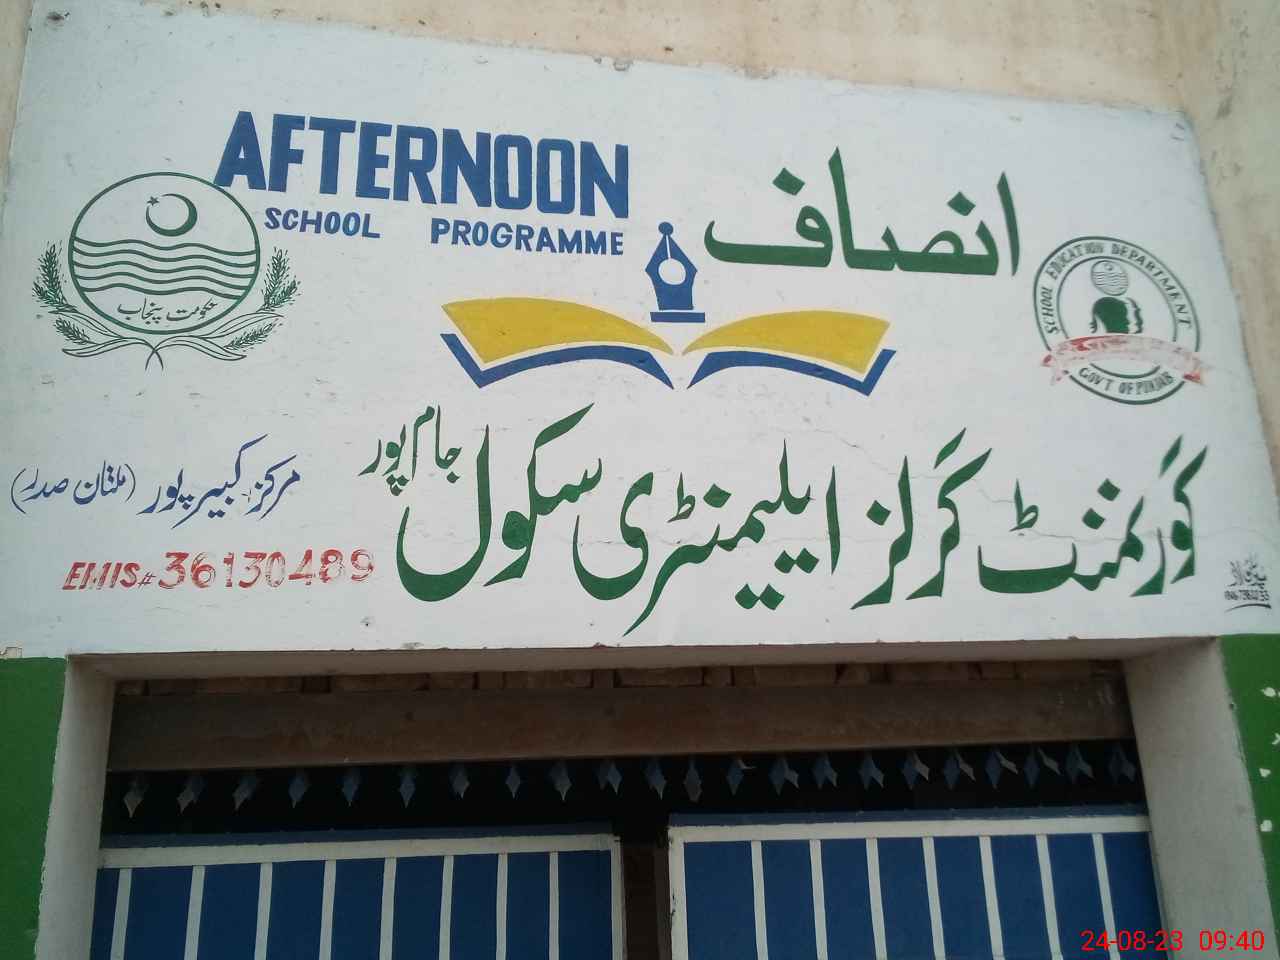 AFTERNOON
SCHOOL PROGRAMME
انصاف
حکومت پنجاب
SCHOOL EDUCATION DEPARTMENT
GOV'T OF PUNJAB
گورنمنٹ گرلز ایلیمنٹری سکول جام پور
مرکز کبیر پور (ملتان صدر)
EMIS# 36130489
24-08-23 09:40